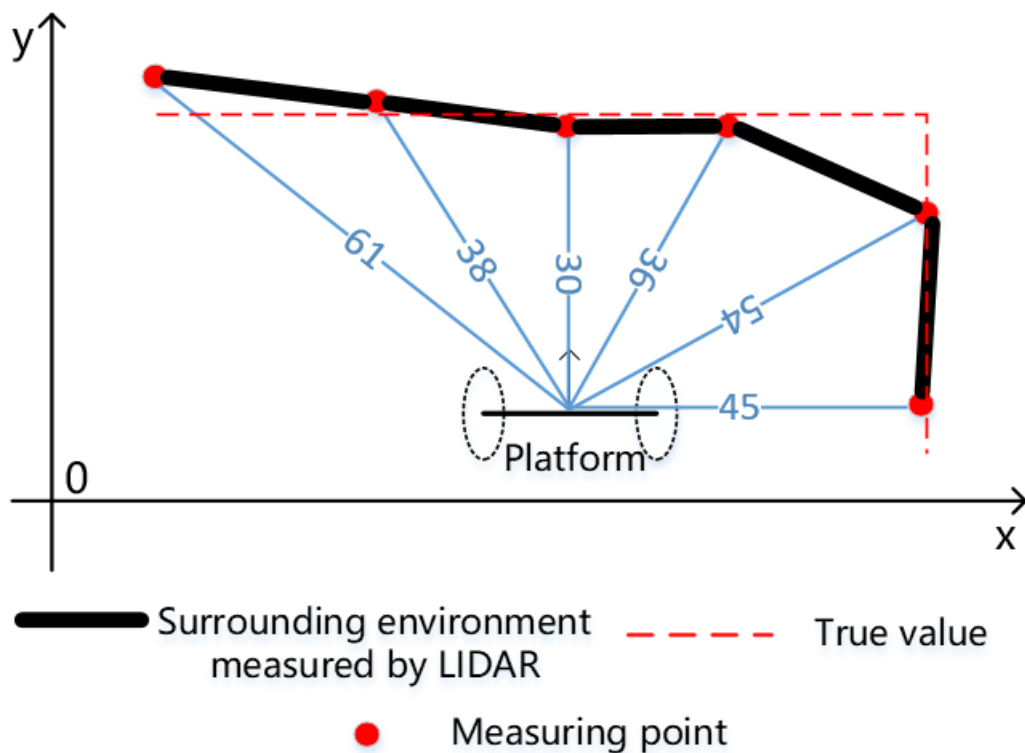 y
61
38
30
36
54
45
Platform
0
x
Surrounding environment
measured by LIDAR
True value
Measuring point